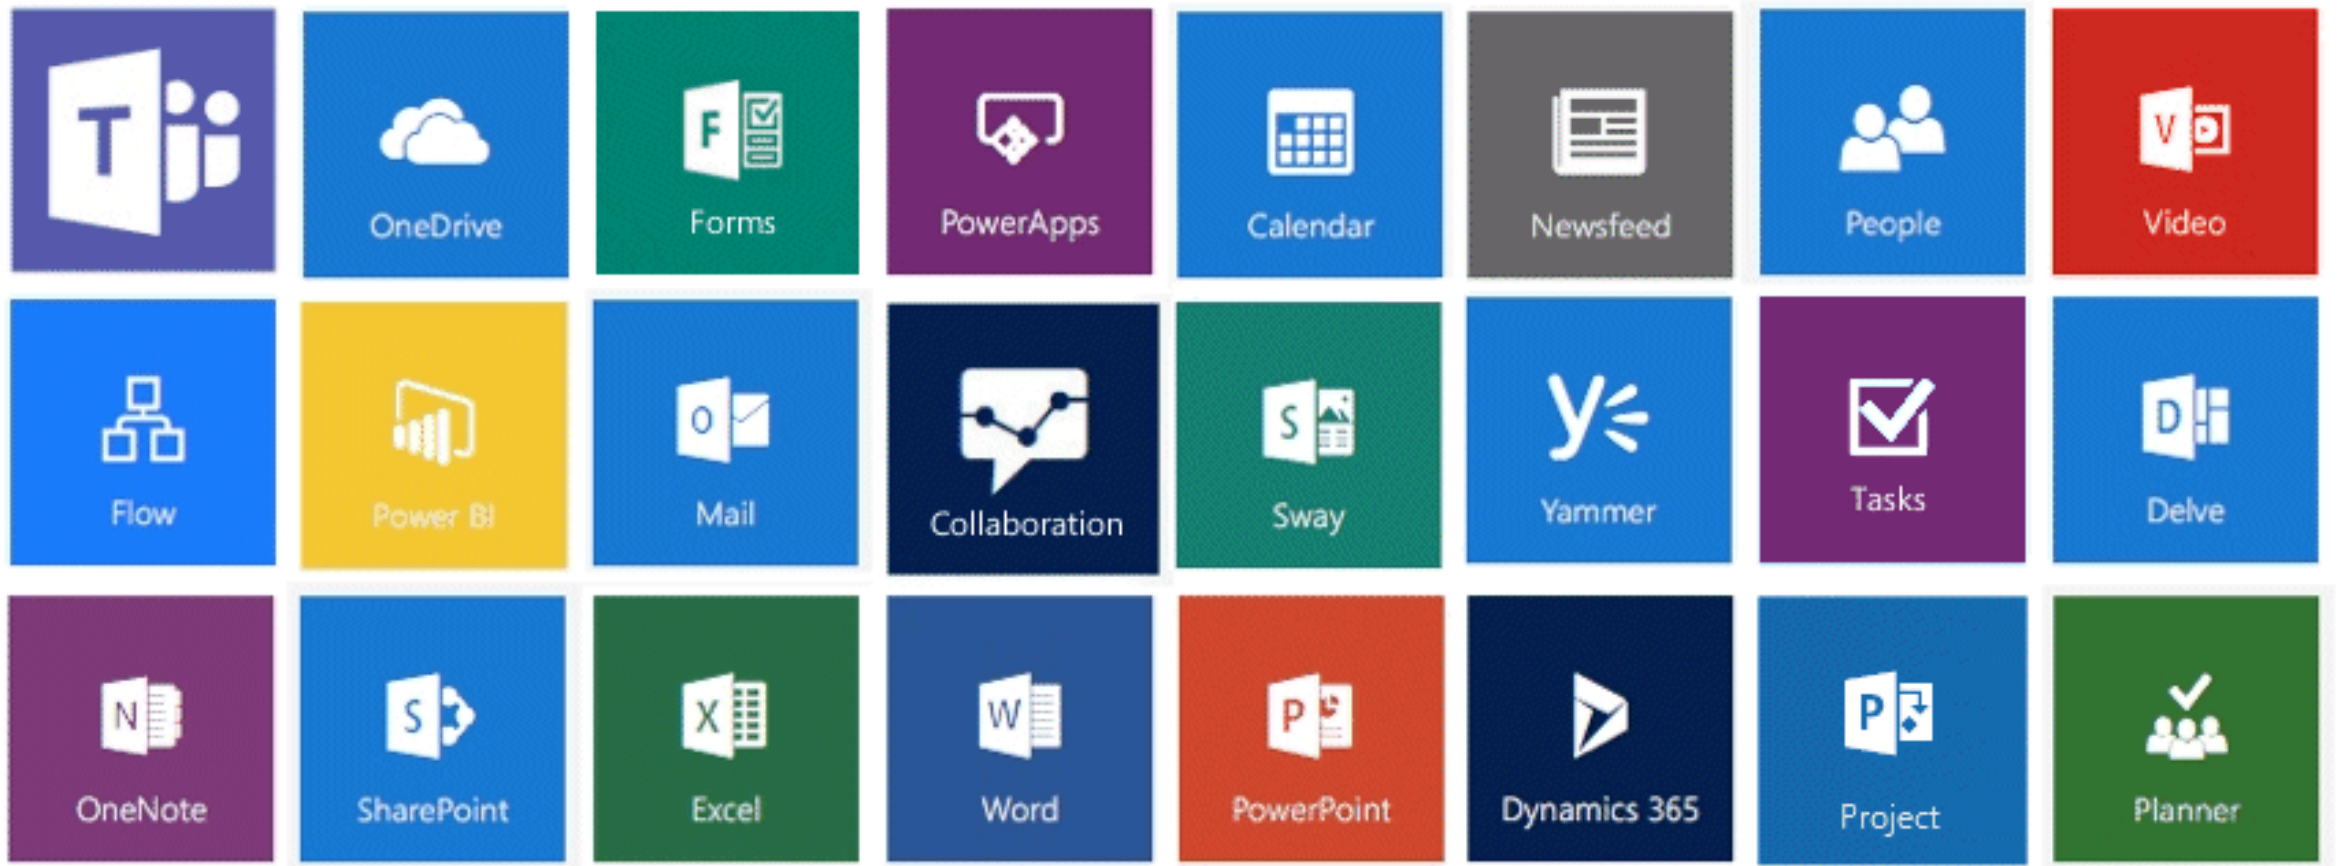 T
OneDrive
F
Forms
PowerApps
Calendar
Newsfeed
People
V
Video
Flow
Power BI
O
Mail
Collaboration
S
Sway
y
Yammer
Tasks
D
Delve
N
OneNote
S
SharePoint
X
Excel
W
Word
P
PowerPoint
Dynamics 365
P
Project
Planner